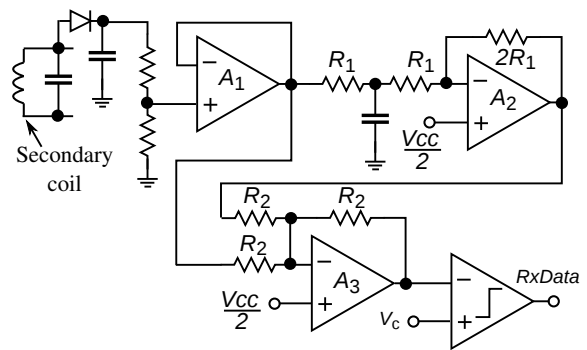 R1 R1 2R1
− A1 +
− A2 +
Vcc
2
Secondary
coil
R2 R2
R2
− A3 +
Vcc
2
− +
RxData
Vc